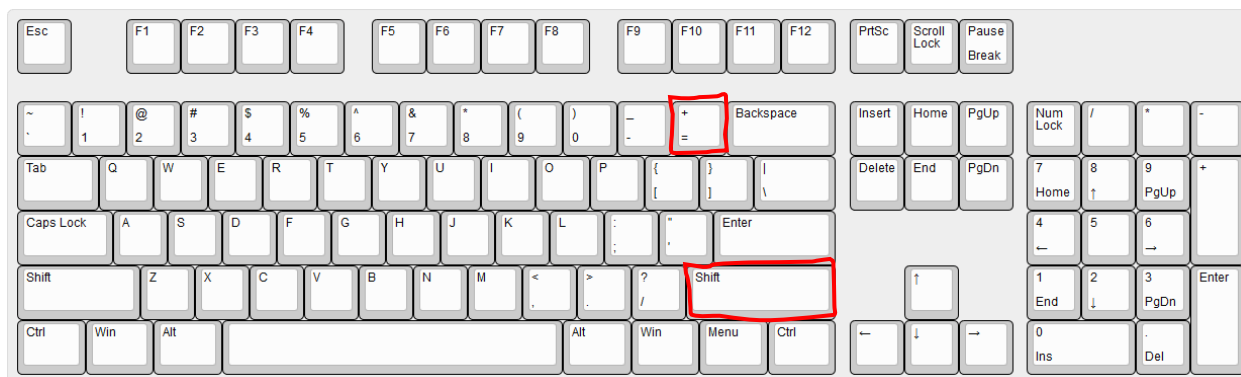 Esc F1 F2 F3 F4 F5 F6 F7 F8 F9 F10 F11 F12 PrtSc Scroll Lock Pause Break
~ ` ! 1 @ 2 # 3 $ 4 % 5 ^ 6 & 7 * 8 ( 9 ) 0 _ - + = Backspace Insert Home PgUp Num Lock / * -
Tab Q W E R T Y U I O P { [ } ] | \ Delete End PgDn 7 Home 8 ↑ 9 PgUp +
Caps Lock A S D F G H J K L : ; " ' Enter 4 ← 5 6 →
Shift Z X C V B N M < , > . ? / Shift ↑ 1 End 2 ↓ 3 PgDn Enter
Ctrl Win Alt Alt Win Menu Ctrl ← ↓ → 0 Ins . Del